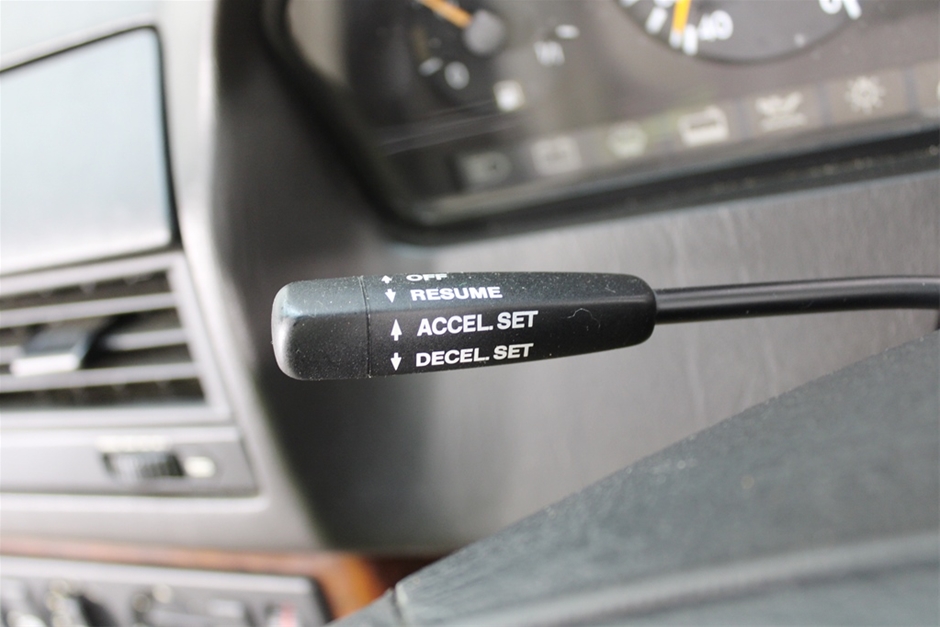 OFF
RESUME
ACCEL. SET
DECEL. SET